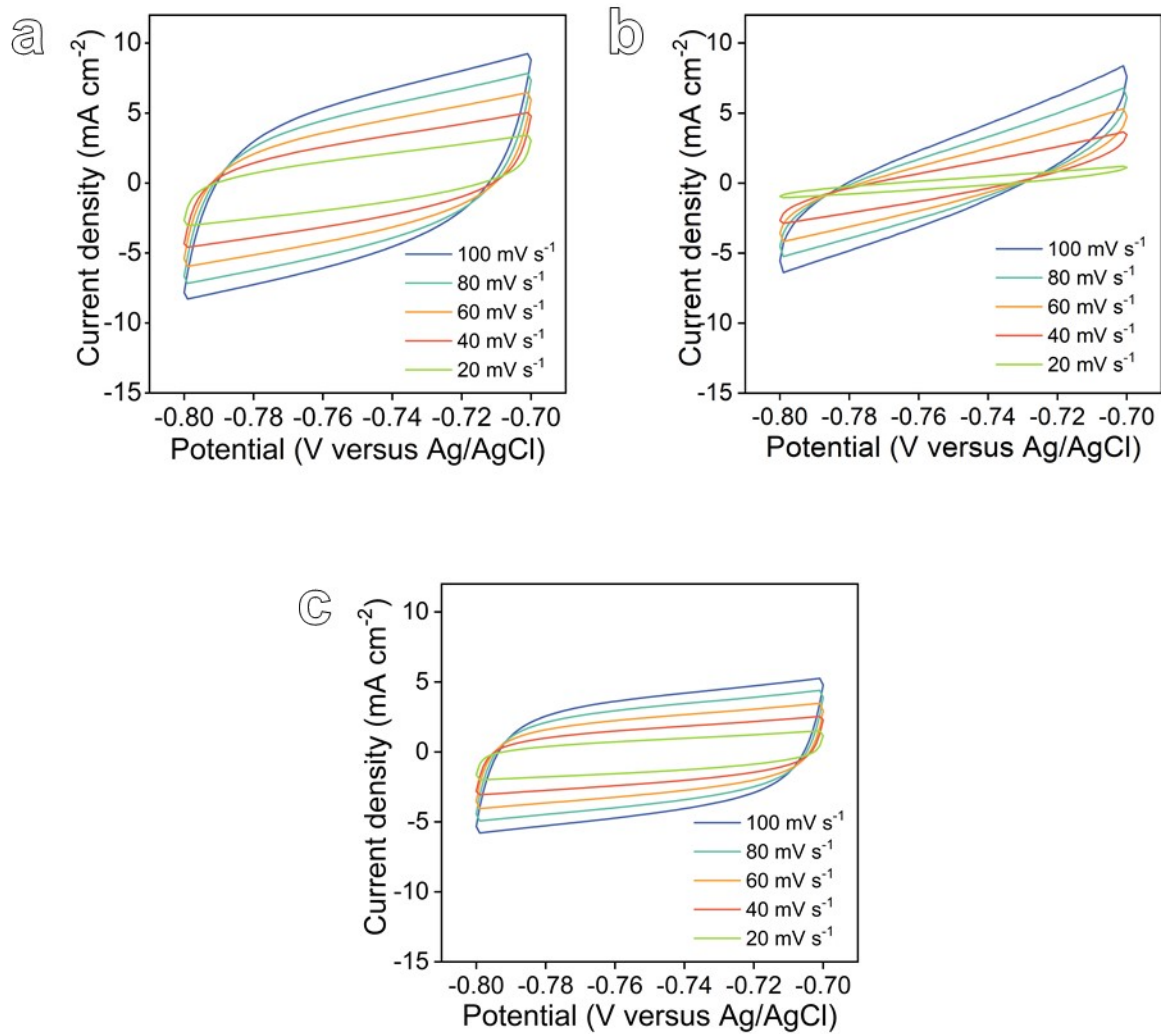 a
Current density (mA cm⁻²)
10
5
0
-5
-10
-15
100 mV s⁻¹
80 mV s⁻¹
60 mV s⁻¹
40 mV s⁻¹
20 mV s⁻¹
-0.80 -0.78 -0.76 -0.74 -0.72 -0.70
Potential (V versus Ag/AgCl)
b
Current density (mA cm⁻²)
10
5
0
-5
-10
-15
100 mV s⁻¹
80 mV s⁻¹
60 mV s⁻¹
40 mV s⁻¹
20 mV s⁻¹
-0.80 -0.78 -0.76 -0.74 -0.72 -0.70
Potential (V versus Ag/AgCl)
c
Current density (mA cm⁻²)
10
5
0
-5
-10
-15
100 mV s⁻¹
80 mV s⁻¹
60 mV s⁻¹
40 mV s⁻¹
20 mV s⁻¹
-0.80 -0.78 -0.76 -0.74 -0.72 -0.70
Potential (V versus Ag/AgCl)